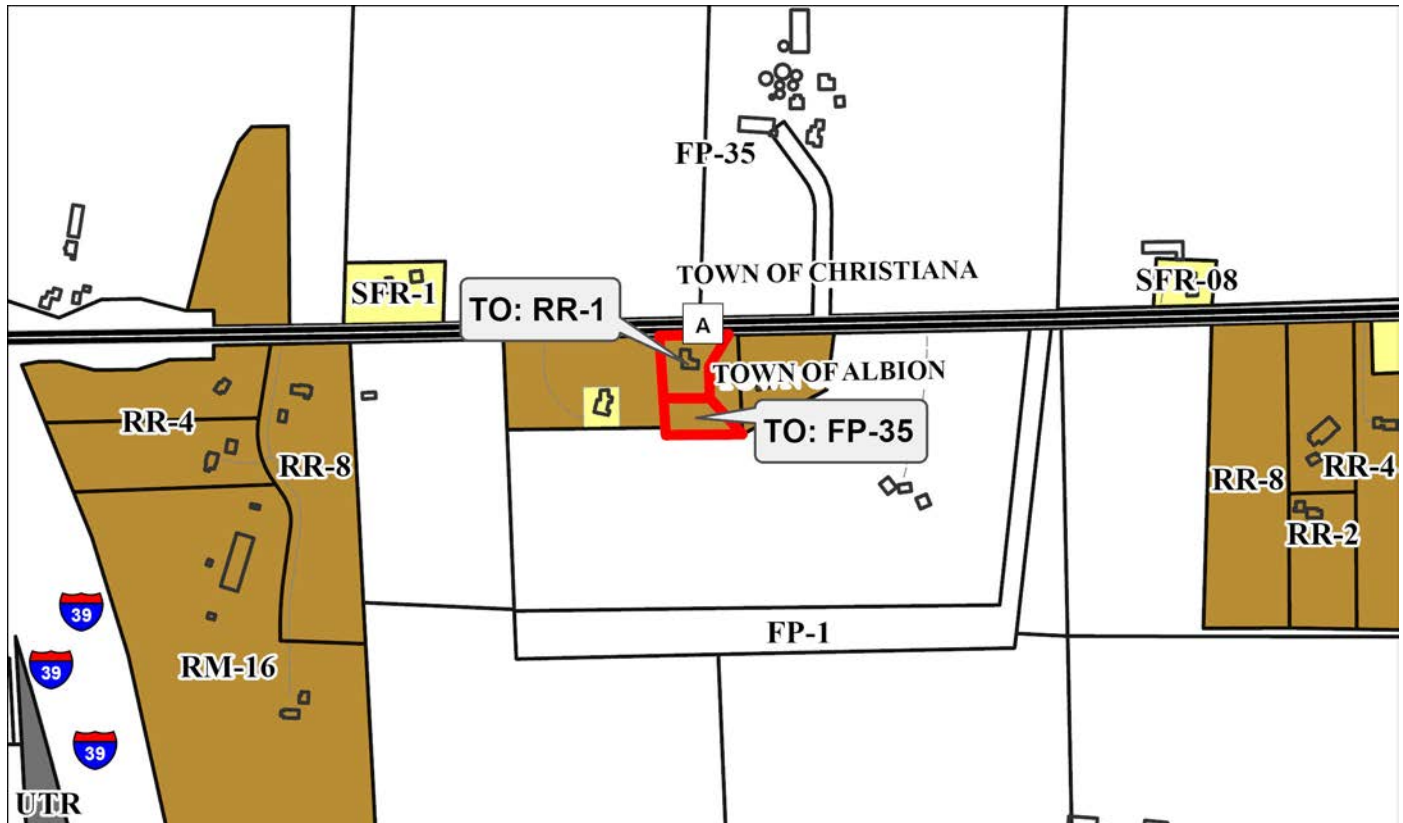 FP-35
TOWN OF CHRISTIANA
SFR-1
SFR-08
TO: RR-1
A
TOWN OF ALBION
RR-4
TO: FP-35
RR-8
RR-8
RR-4
RR-2
39
FP-1
39
RM-16
39
UTR